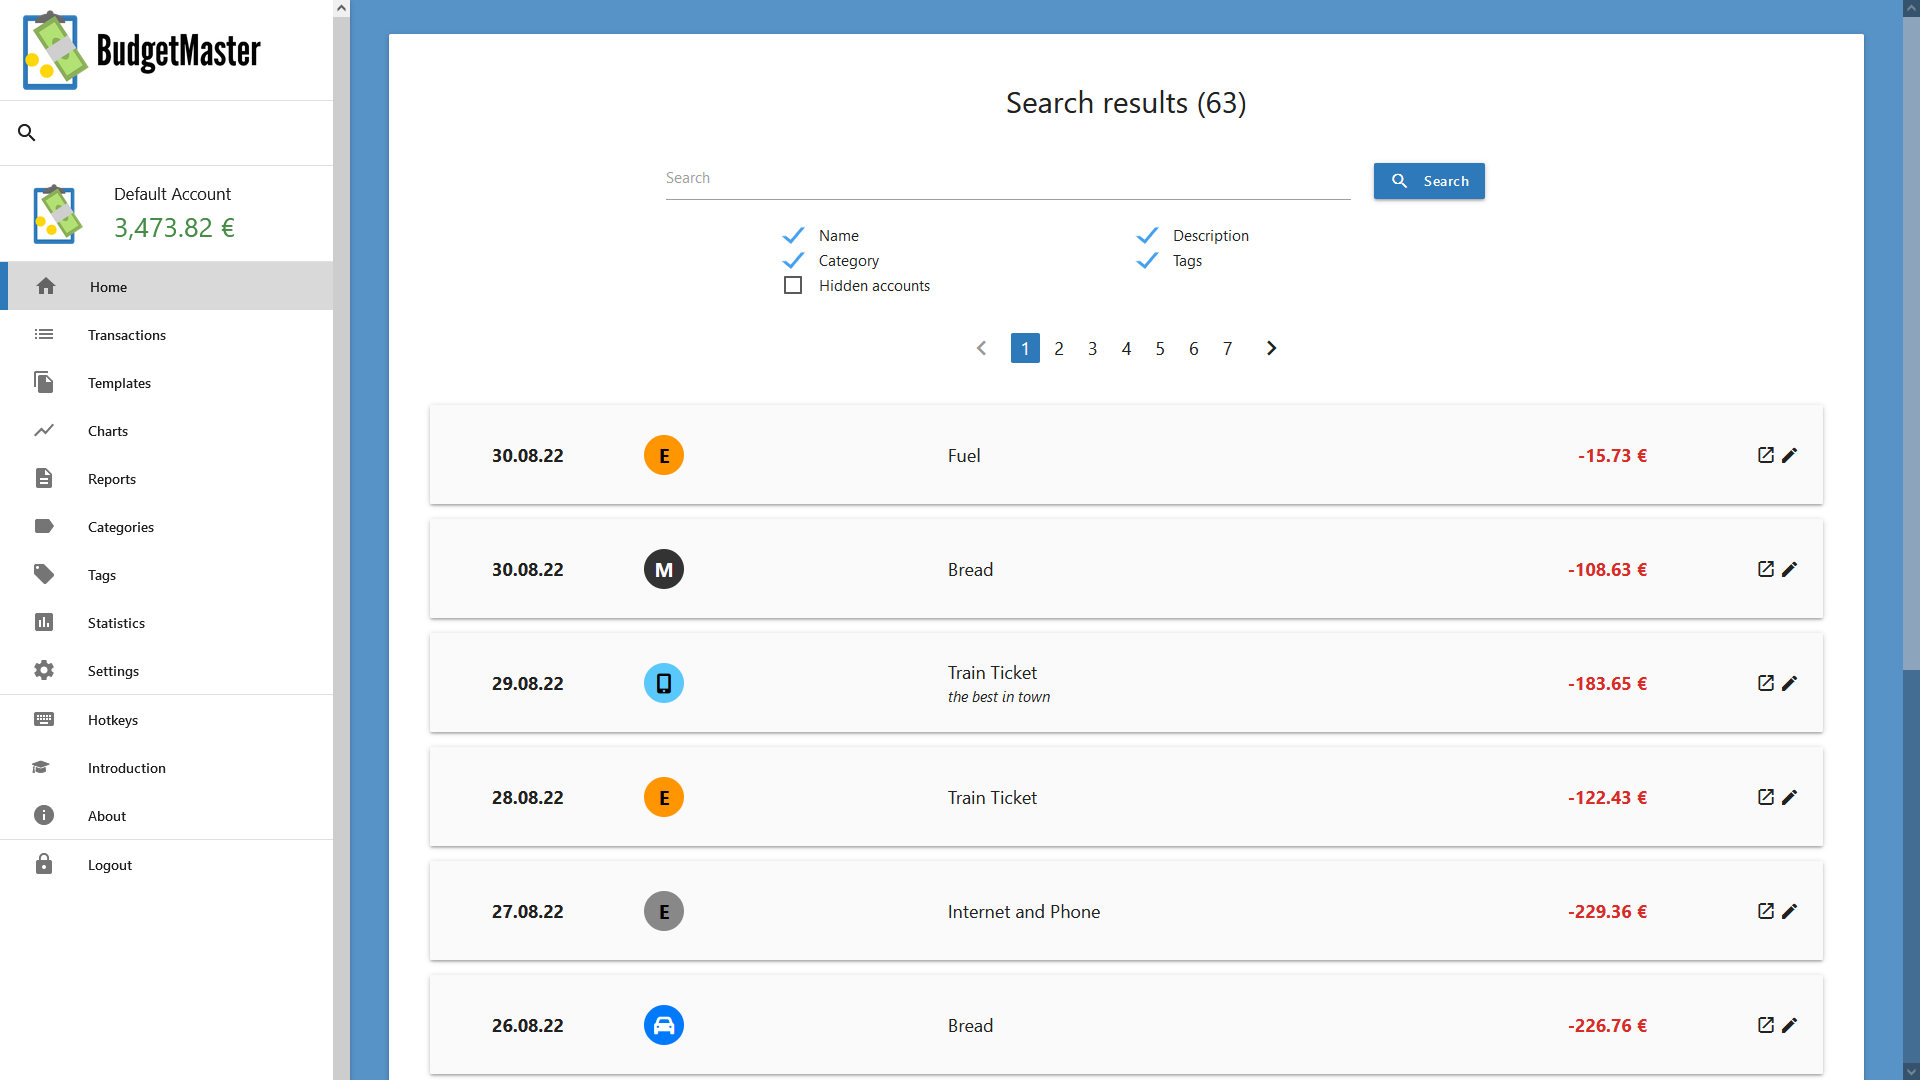 BudgetMaster
Default Account
3,473.82 €
Home
Transactions
Templates
Charts
Reports
Categories
Tags
Statistics
Settings
Hotkeys
Introduction
About
Logout
Search results (63)
Search
Search
Name
Description
Category
Tags
Hidden accounts
1 2 3 4 5 6 7
30.08.22 E Fuel -15.73 €
30.08.22 M Bread -108.63 €
29.08.22 Train Ticket -183.65 €
the best in town
28.08.22 E Train Ticket -122.43 €
27.08.22 E Internet and Phone -229.36 €
26.08.22 Bread -226.76 €